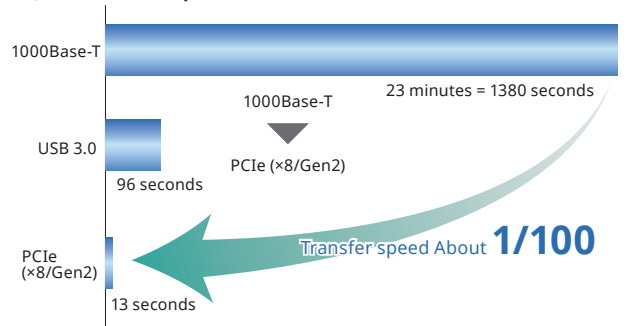 1000Base-T
23 minutes = 1380 seconds
1000Base-T
USB 3.0
PCIe (×8/Gen2)
96 seconds
Transfer speed About 1/100
PCIe
(×8/Gen2)
13 seconds